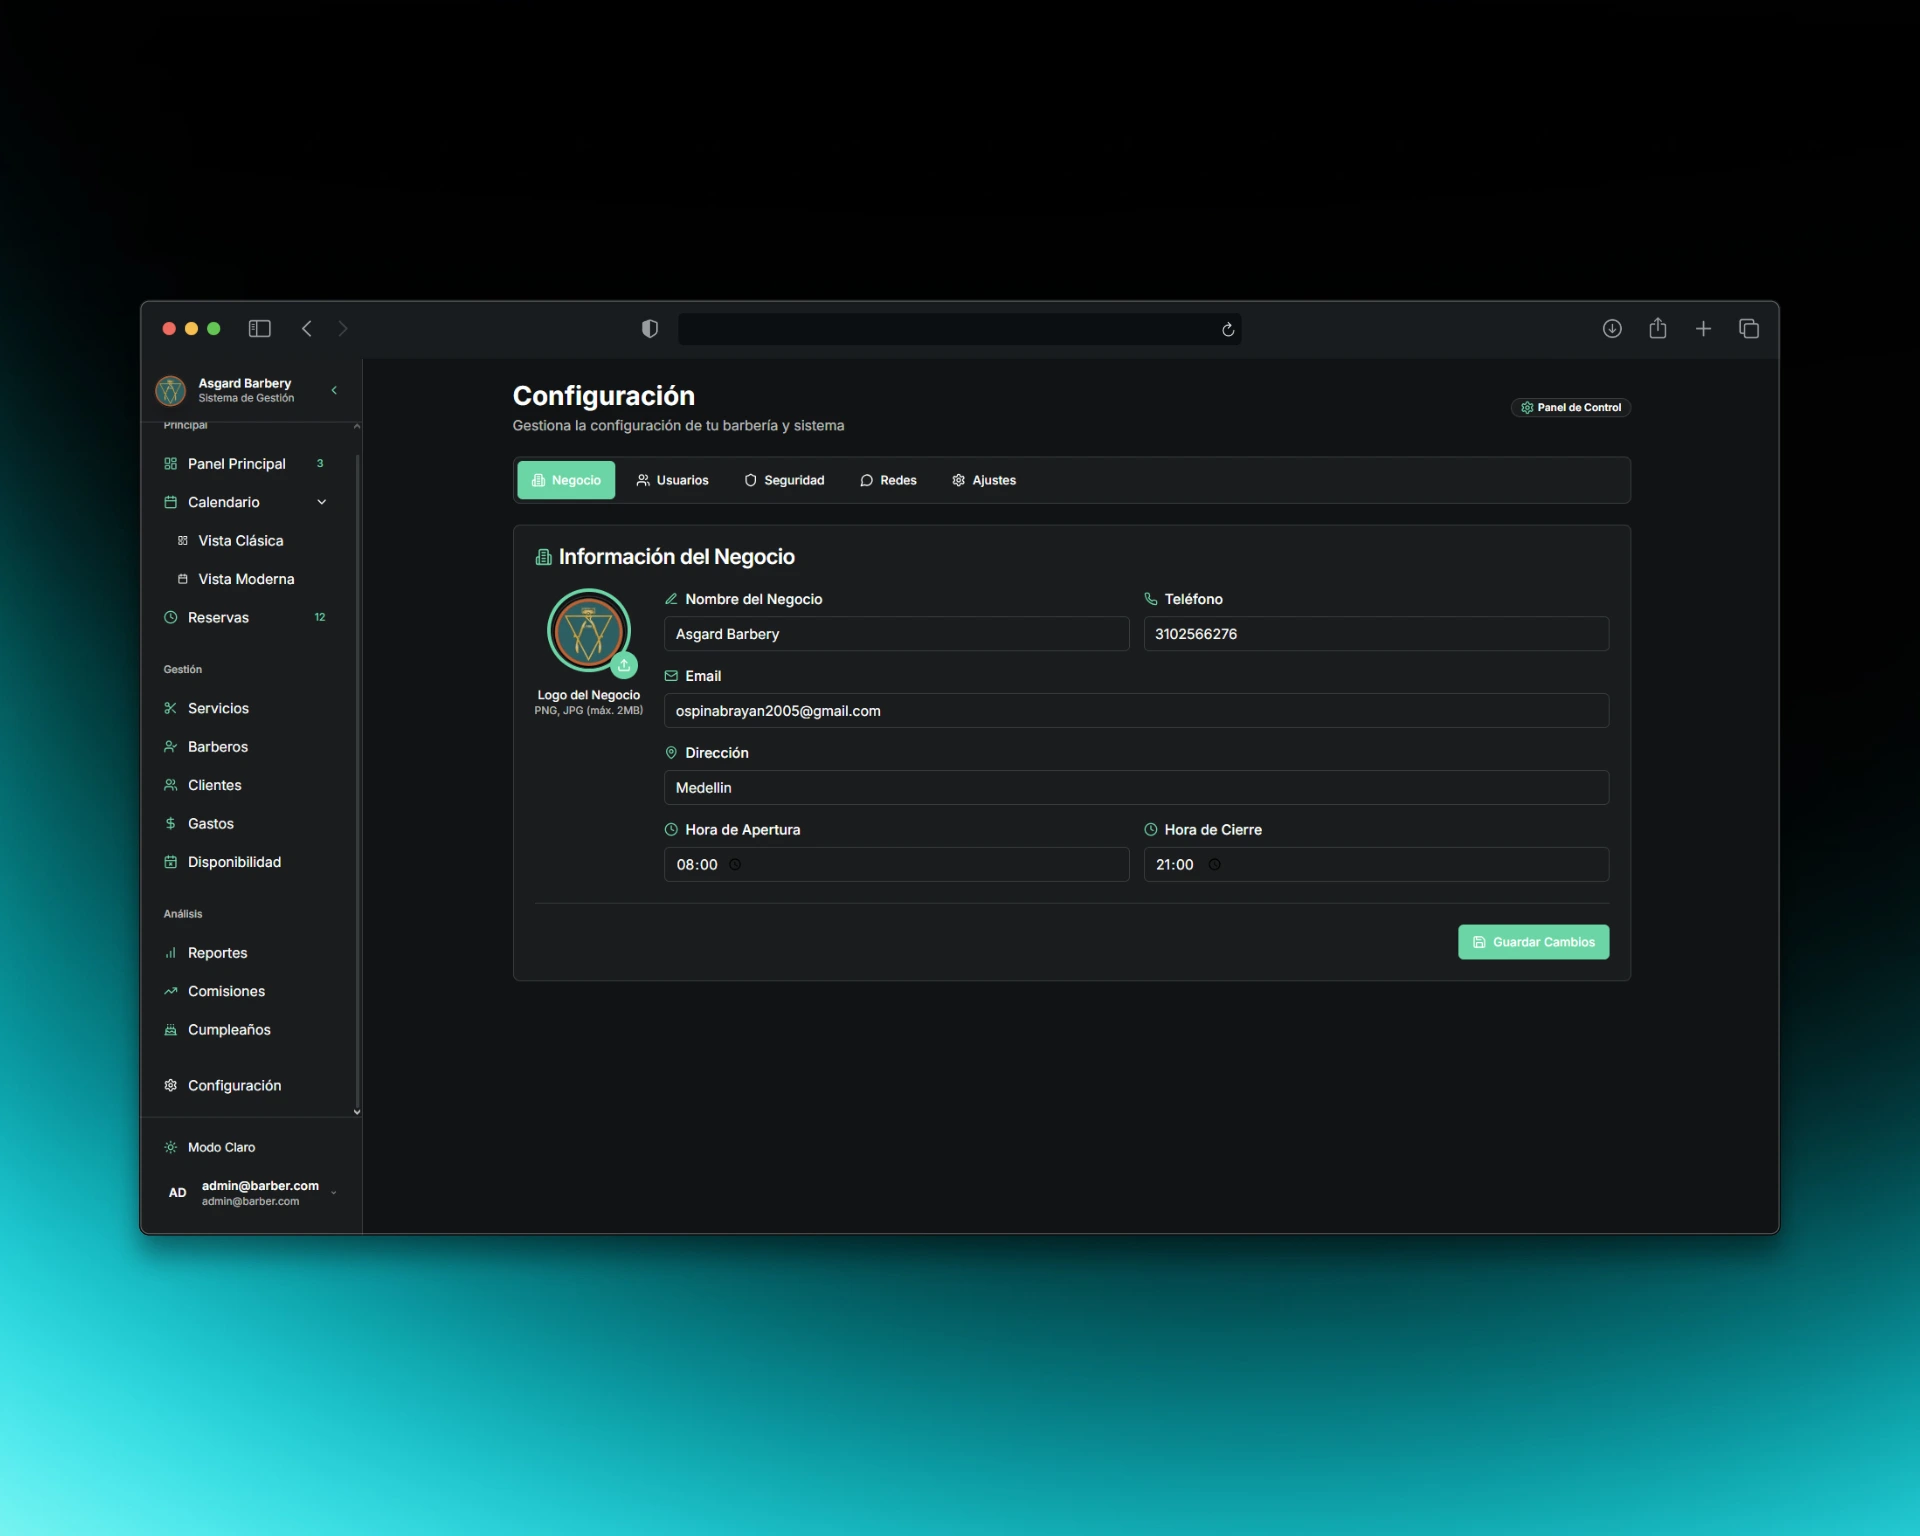 Asgard Barbery
Sistema de Gestión
Principal
Panel Principal 3
Calendario
Vista Clásica
Vista Moderna
Reservas 12
Gestión
Servicios
Barberos
Clientes
Gastos
Disponibilidad
Análisis
Reportes
Comisiones
Cumpleaños
Configuración
Modo Claro
AD
admin@barber.com
admin@barber.com
Configuración
Gestiona la configuración de tu barbería y sistema
Panel de Control
Negocio Usuarios Seguridad Redes Ajustes
Información del Negocio
Logo del Negocio
PNG, JPG (máx. 2MB)
Nombre del Negocio
Asgard Barbery
Teléfono
3102566276
Email
ospinabrayan2005@gmail.com
Dirección
Medellin
Hora de Apertura
08:00
Hora de Cierre
21:00
Guardar Cambios